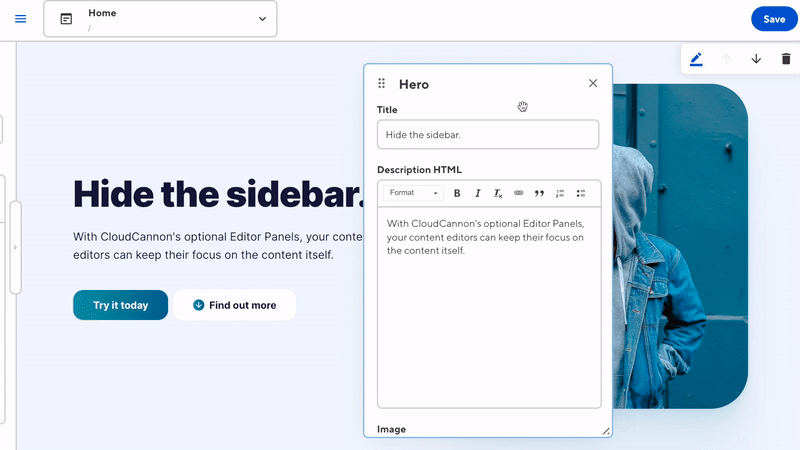 Home
/
Save
Hero
Title
Hide the sidebar.
Description HTML
Format
B I Tx
With CloudCannon's optional Editor Panels,
your content editors can keep their focus on
the content itself.
Image
Hide the sidebar.
With CloudCannon's optional Editor Panels, your conte
editors can keep their focus on the content itself.
Try it today
Find out more